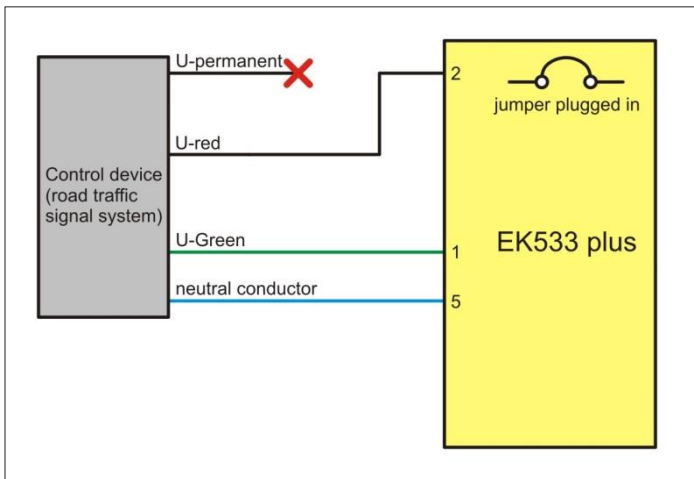 U-permanent
2
jumper plugged in
U-red
Control device
(road traffic
signal system)
U-Green
1
EK533 plus
neutral conductor
5